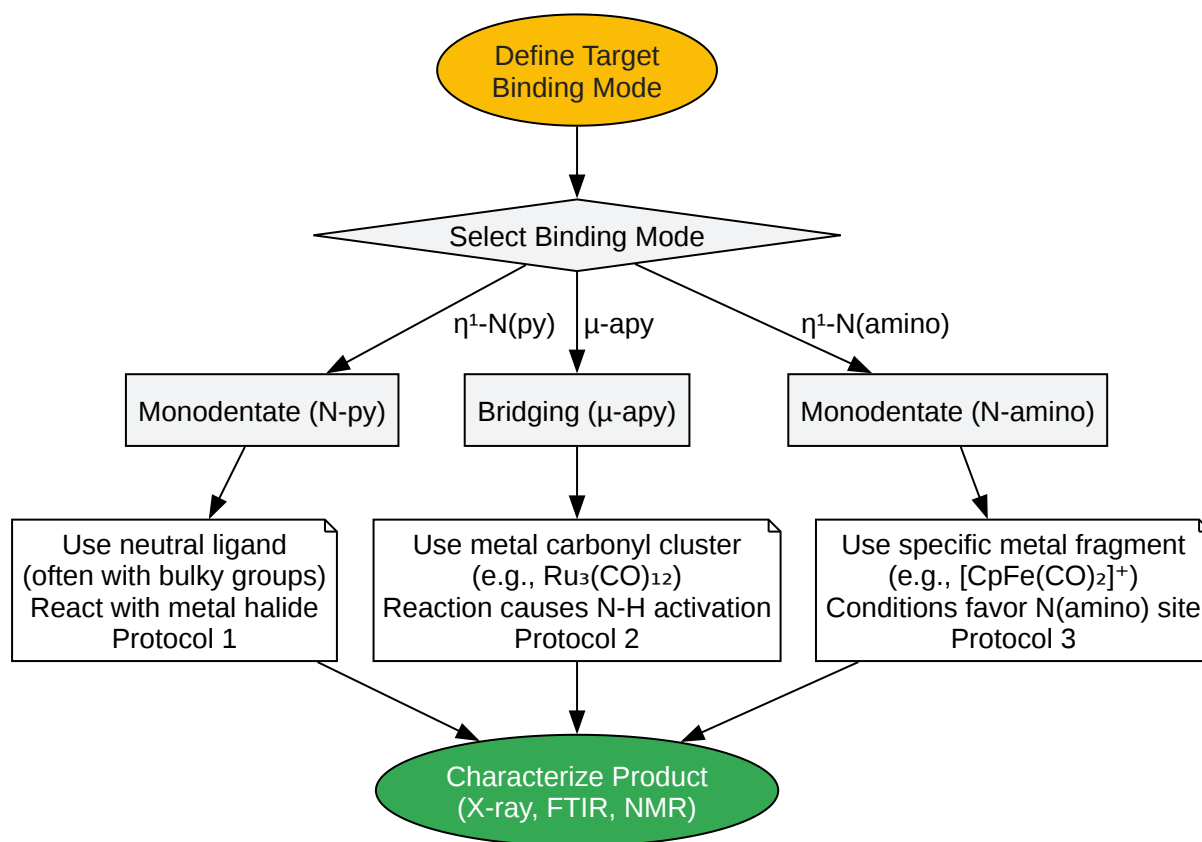 Define Target
Binding Mode
Select Binding Mode
η¹-N(py)
µ-apy
η¹-N(amino)
Monodentate (N-py)
Bridging (µ-apy)
Monodentate (N-amino)
Use neutral ligand
(often with bulky groups)
React with metal halide
Protocol 1
Use metal carbonyl cluster
(e.g., Ru₃(CO)₁₂)
Reaction causes N-H activation
Protocol 2
Use specific metal fragment
(e.g., [CpFe(CO)₂]⁺)
Conditions favor N(amino) site
Protocol 3
Characterize Product
(X-ray, FTIR, NMR)